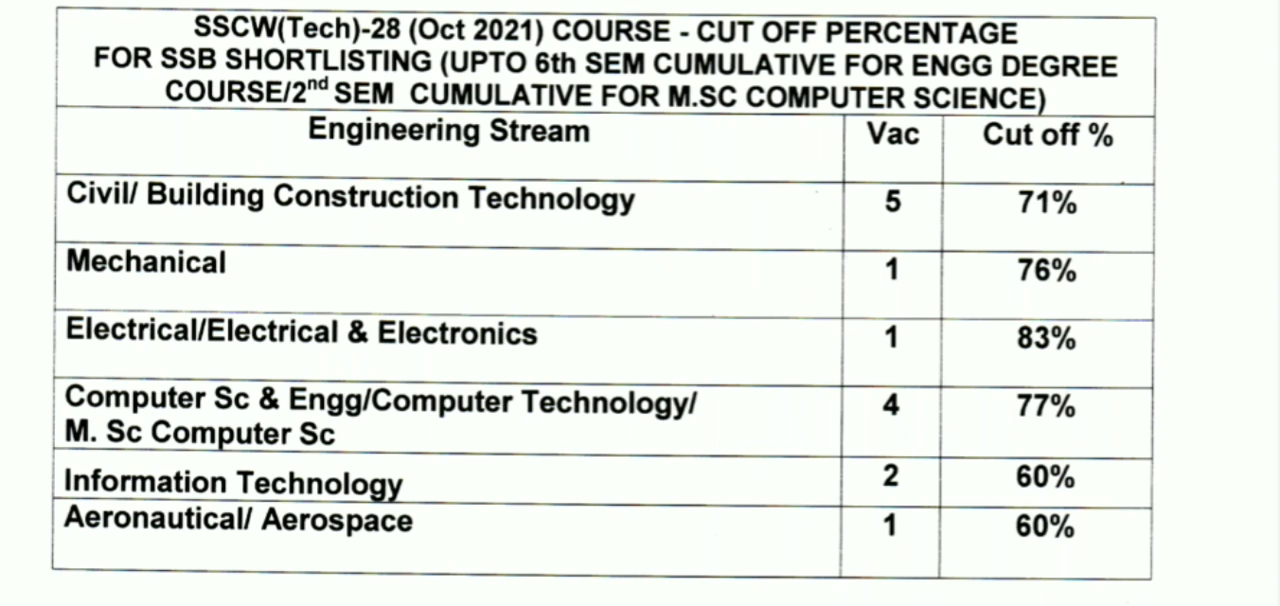 SSCW(Tech)-28 (Oct 2021) COURSE - CUT OFF PERCENTAGE
FOR SSB SHORTLISTING (UPTO 6th SEM CUMULATIVE FOR ENGG DEGREE
COURSE/2nd SEM CUMULATIVE FOR M.SC COMPUTER SCIENCE)
Engineering Stream Vac Cut off %
Civil/ Building Construction Technology 5 71%
Mechanical 1 76%
Electrical/Electrical & Electronics 1 83%
Computer Sc & Engg/Computer Technology/ 4 77%
M. Sc Computer Sc
Information Technology 2 60%
Aeronautical/ Aerospace 1 60%